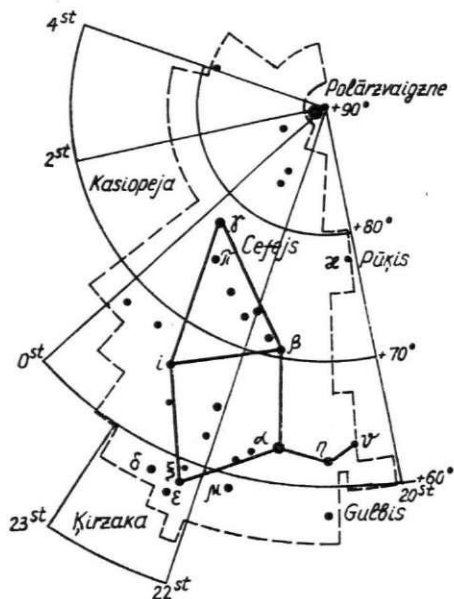 4st
Polārzvaigzne
+90°
2st
Kasiopeja
γ
Cefejs
+80°
π
æ
Pūķis
β
i
+70°
0st
α
η
ν
δ
ξ
ε
μ
+60°
20st
23st
Ķirzaka
Gulbis
22st